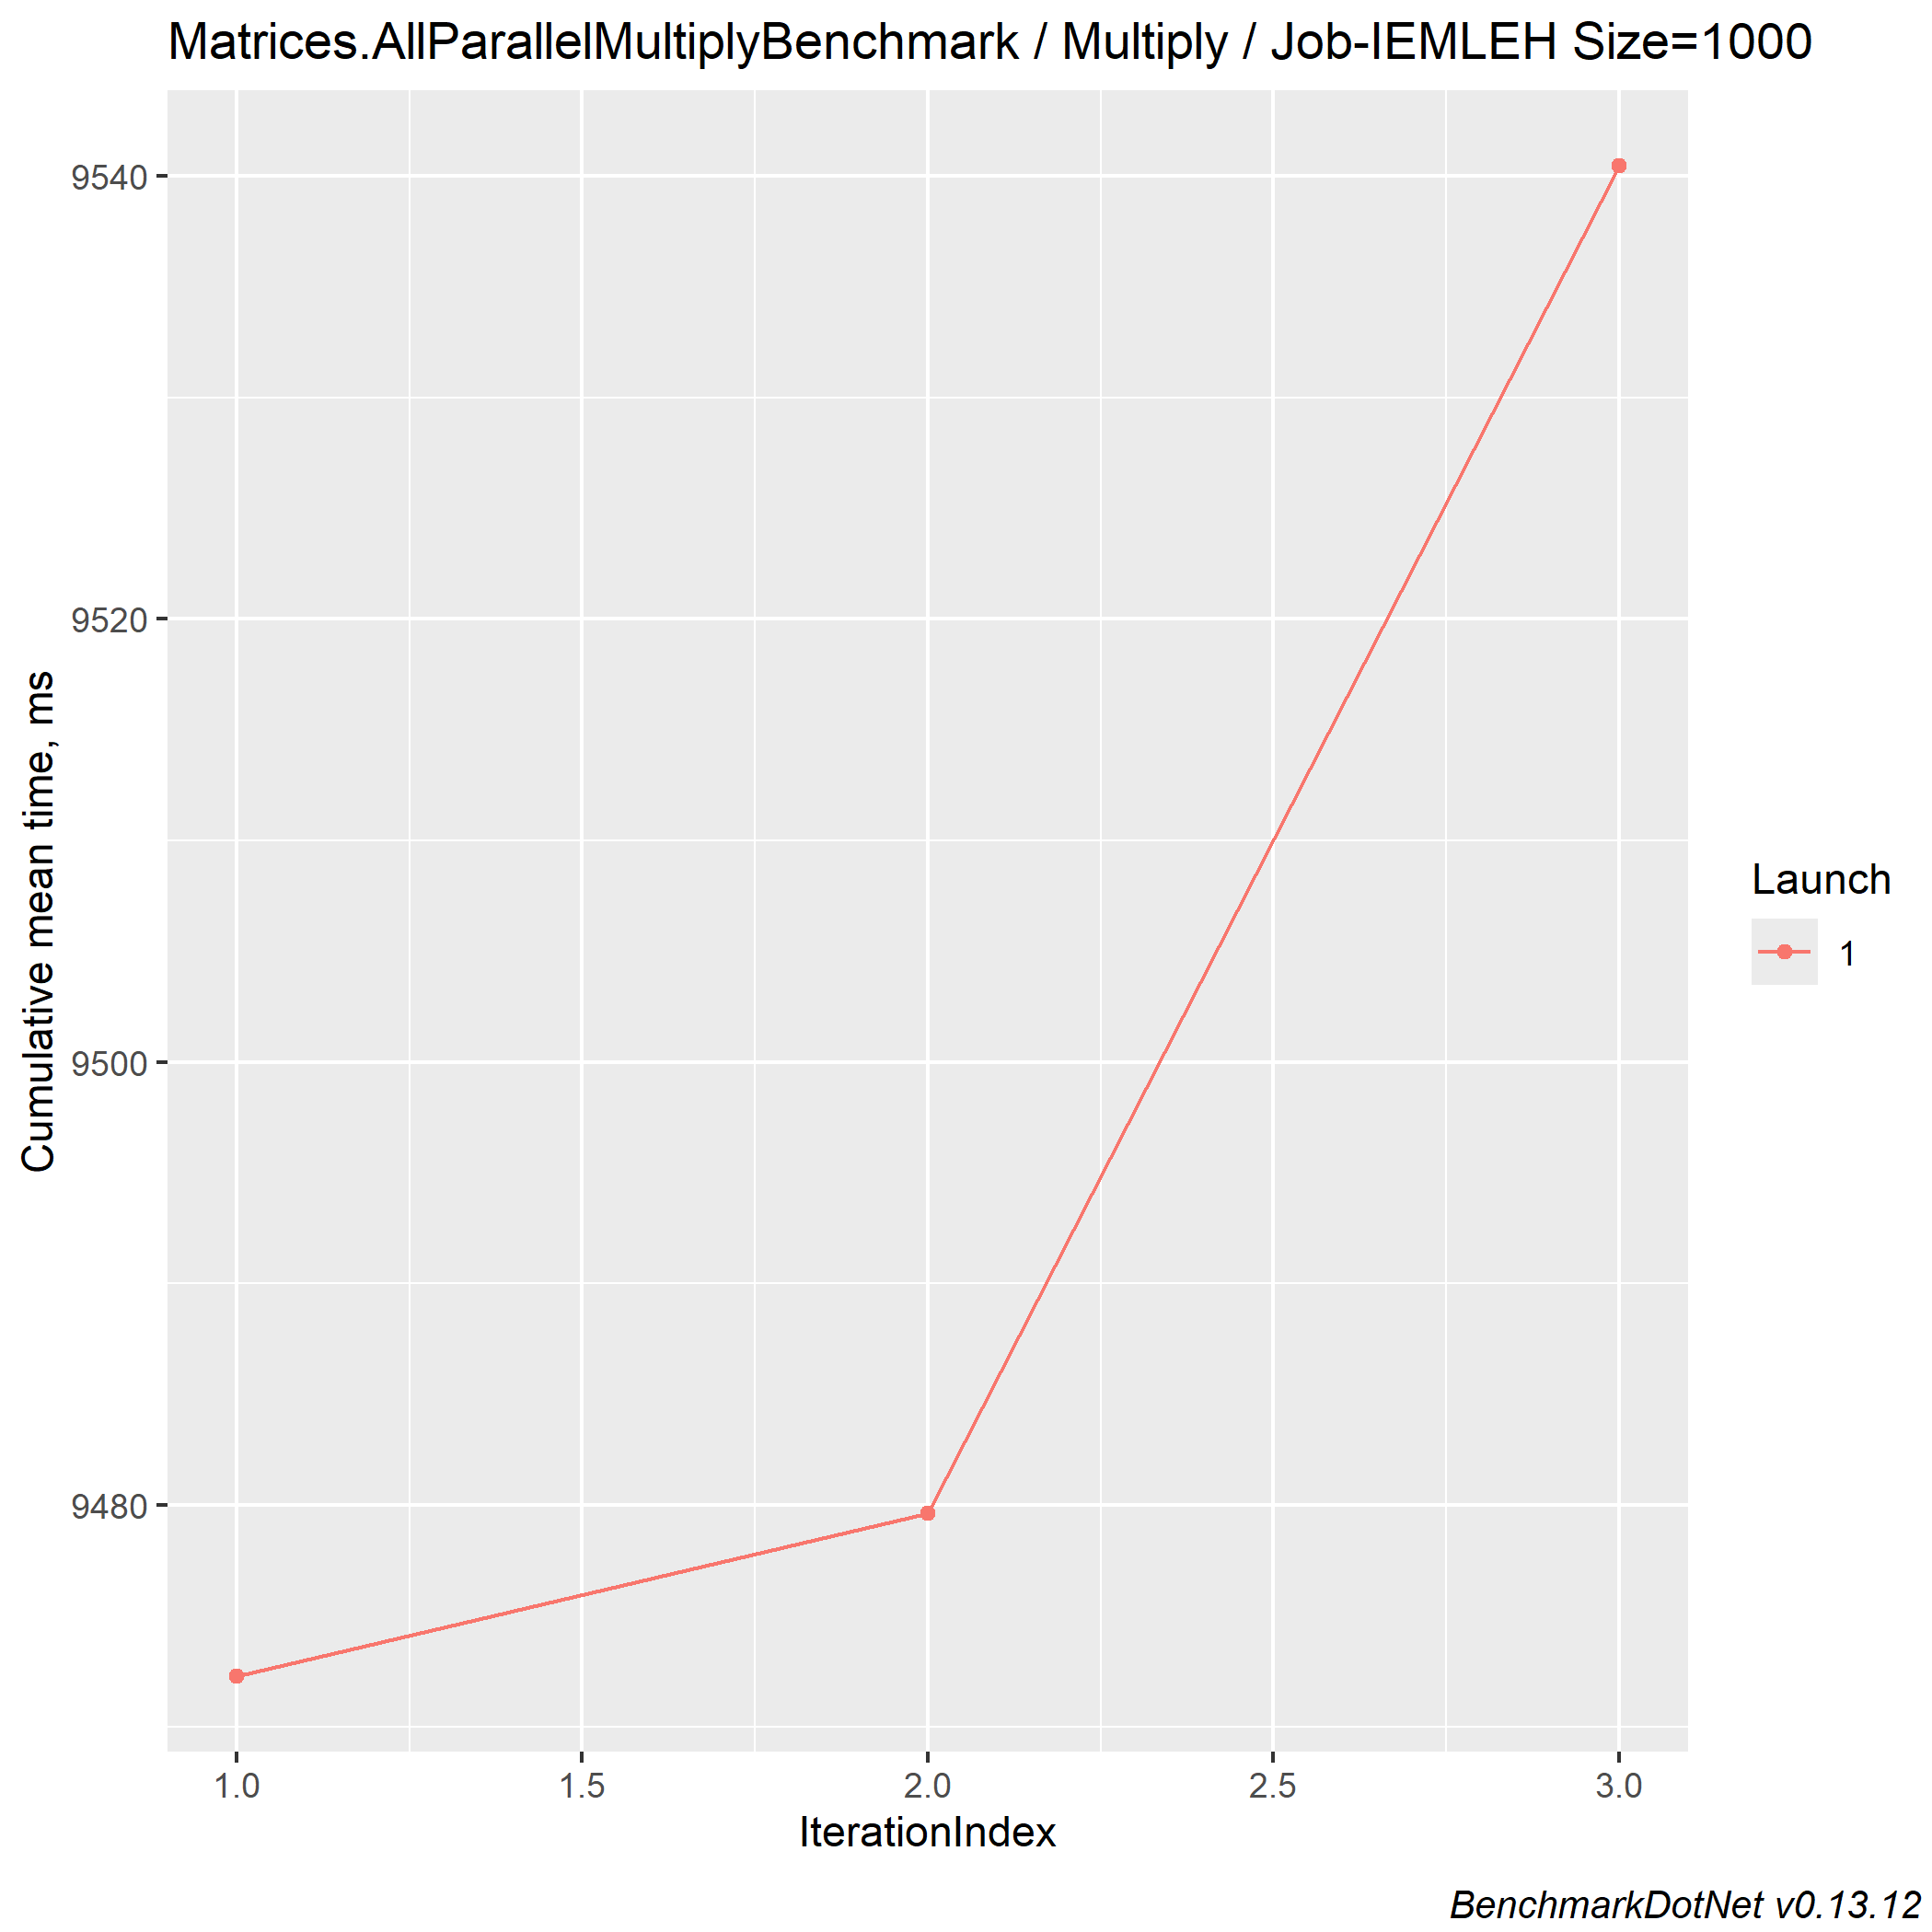 Matrices.AllParallelMultiplyBenchmark / Multiply / Job-IEMLEH Size=1000
9540
9520
9500
9480
Cumulative mean time, ms
1.0 1.5 2.0 2.5 3.0
IterationIndex
Launch
1
BenchmarkDotNet v0.13.12